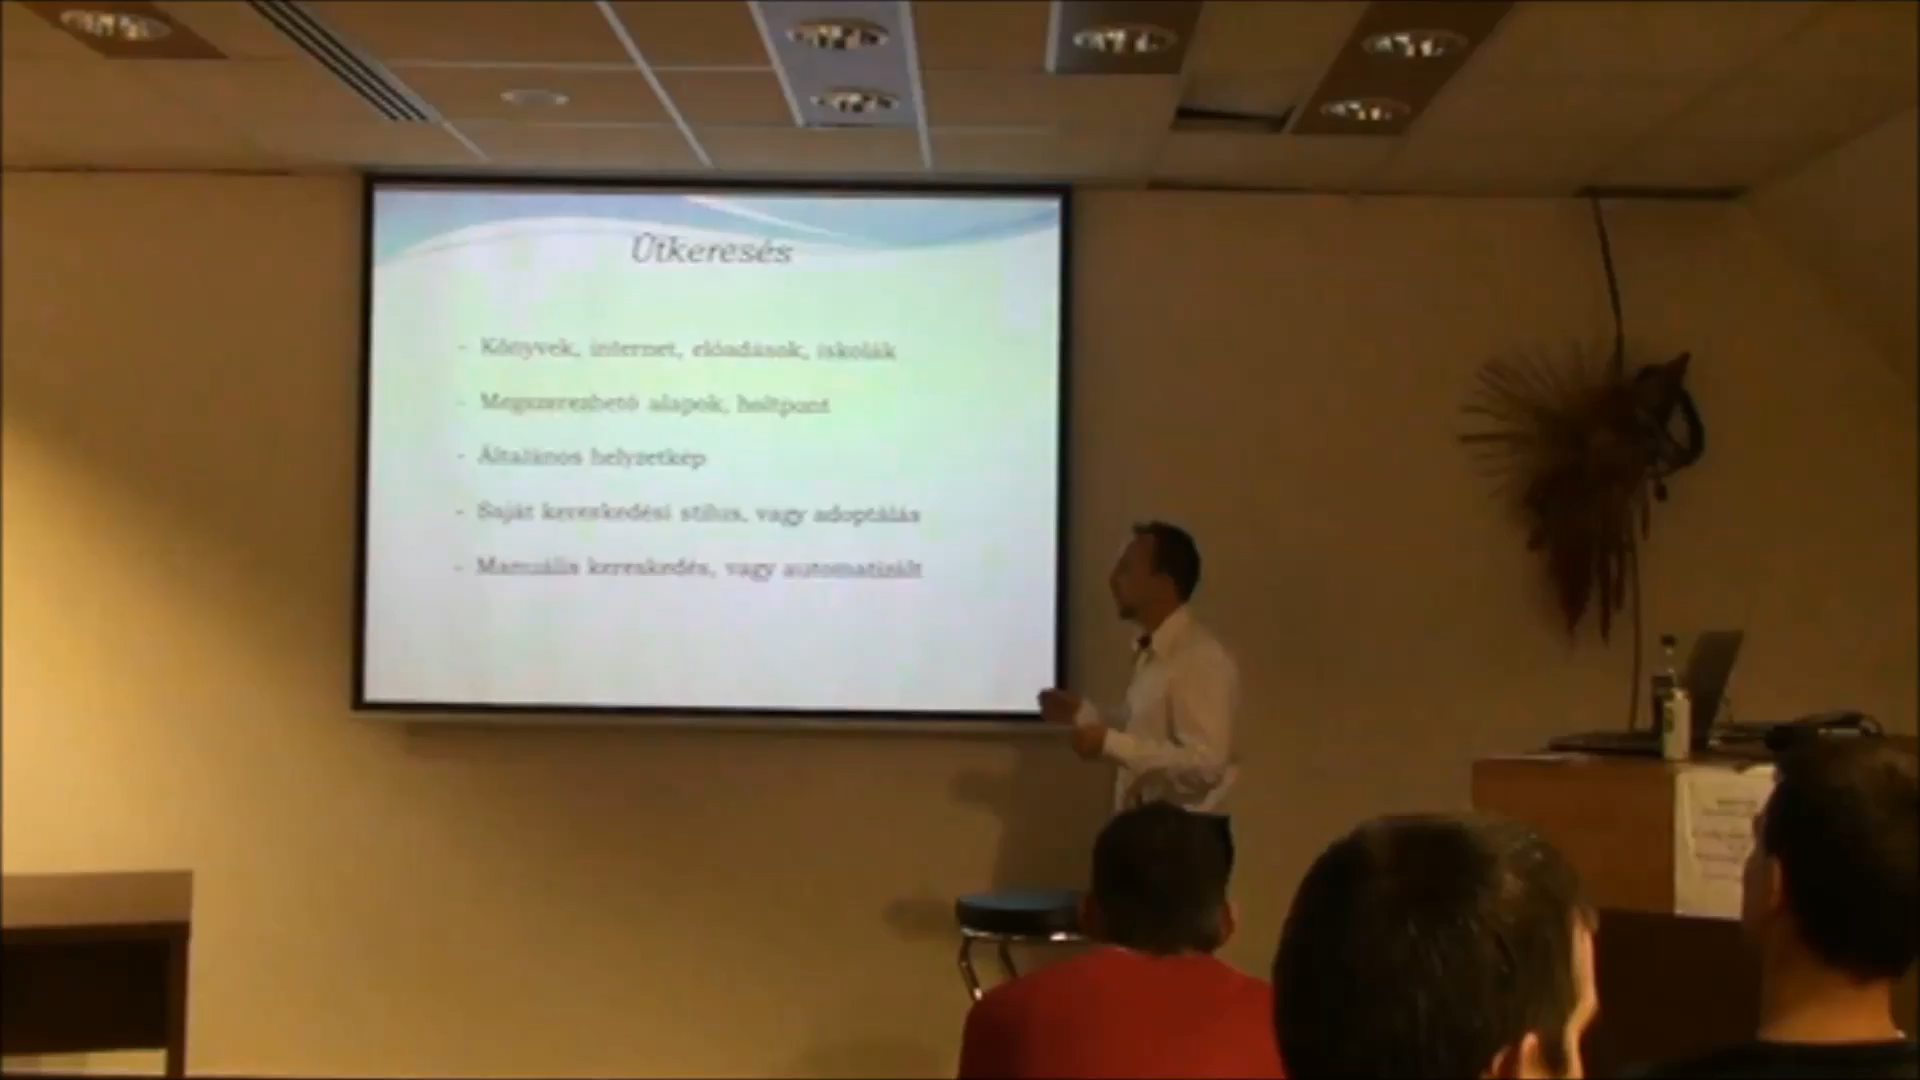 Útkeresés
- Könyvek, internet, előadások, iskolák
- Megszerezhető alapok, holtpont
- Általános helyzetkép
- Saját kereskedési stílus, vagy adoptálás
- Manuális kereskedés, vagy automatizált